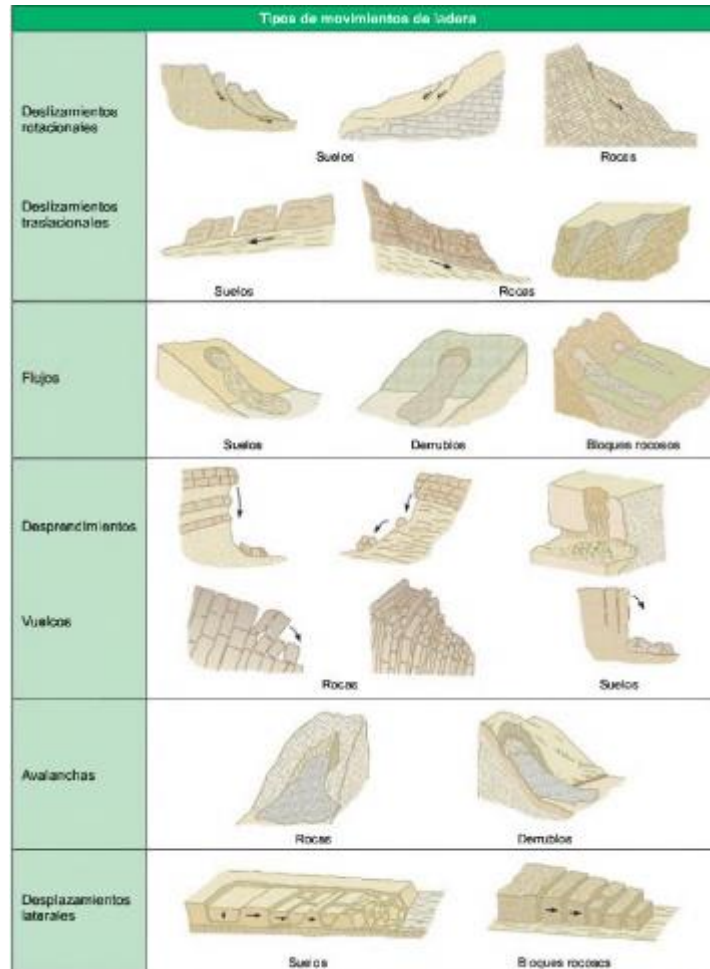 Tipos de movimientos de ladera
Deslizamientos
rotacionales
Suelos
Rocas
Deslizamientos
traslacionales
Suelos
Rocas
Flujos
Suelos
Derrubios
Bloques rocosos
Desprendimientos
Vuelcos
Rocas
Suelos
Avalanchas
Rocas
Derrubios
Desplazamientos
laterales
Suelos
Bloques rocosos